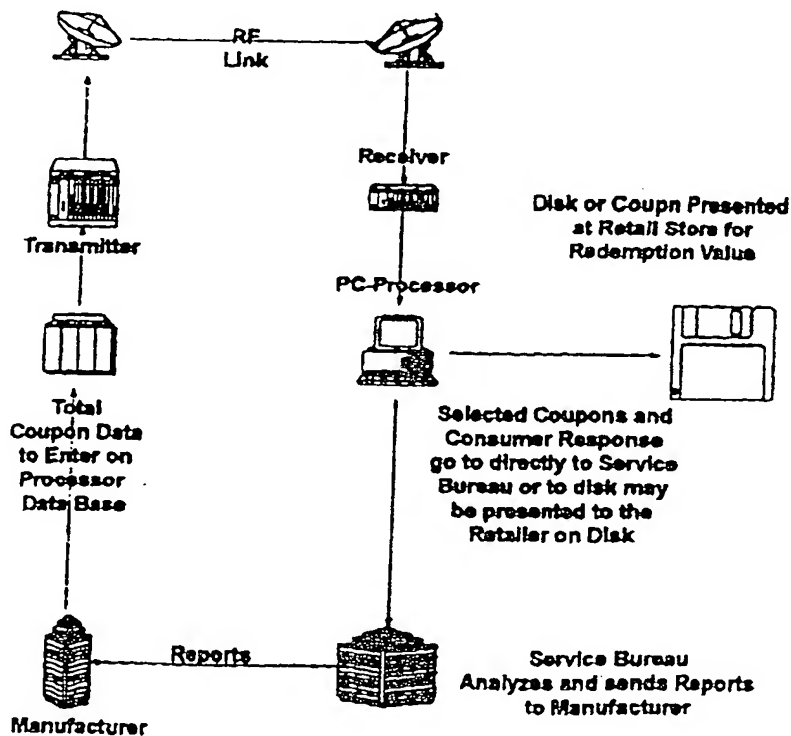 RF
Link
Receiver
Disk or Coupn Presented
at Retail Store for
Redemption Value
Transmitter
PC-Processor
Total
Coupon Data
to Enter on
Processor
Data Base
Selected Coupons and
Consumer Response
go to directly to Service
Bureau or to disk may
be presented to the
Retailer on Disk
Reports
Service Bureau
Analyzes and sends Reports
to Manufacturer
Manufacturer